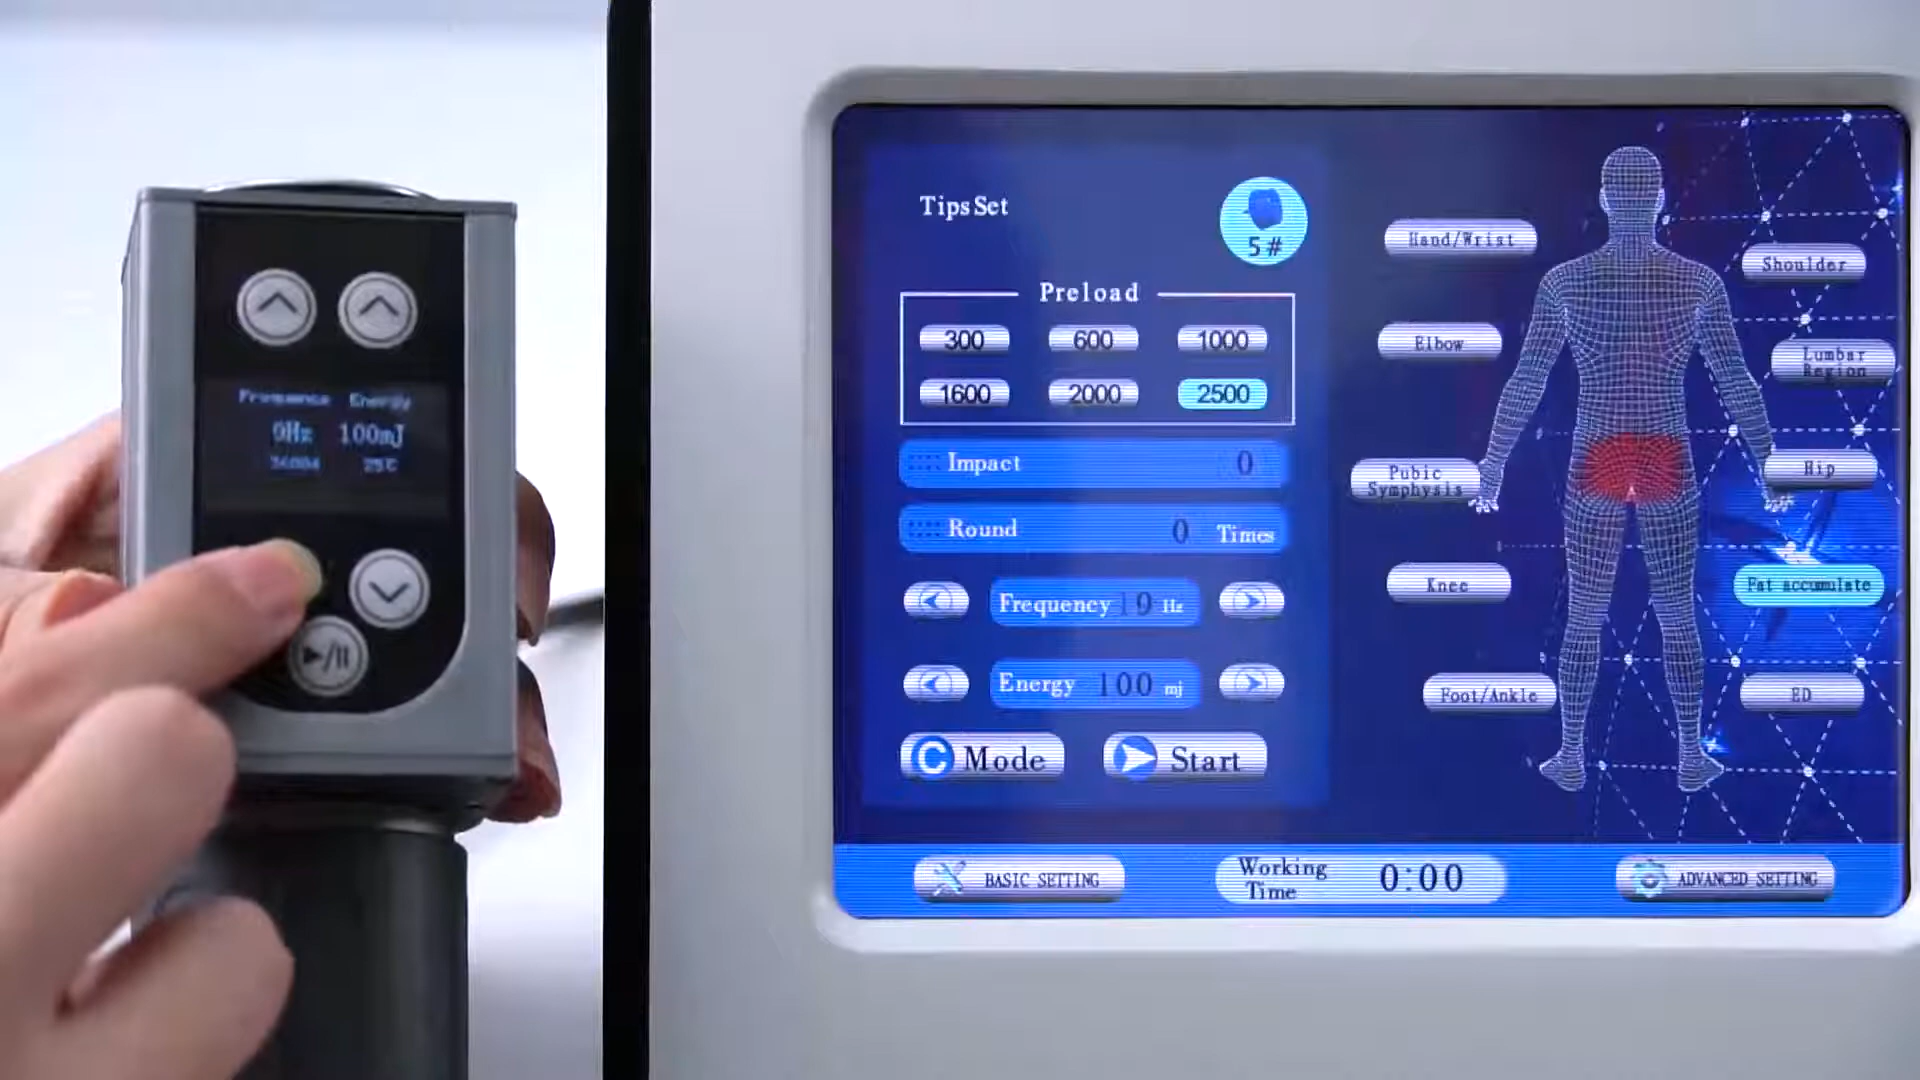 Frequence Energy
0Hz 100mJ
25℃
Tips Set
5#
Preload
300 600 1000
1600 2000 2500
Impact 0
Round 0 Times
Frequency Hz
Energy 100 mj
C Mode
Start
Hand/Wrist
Shoulder
Elbow
Lumbar
Region
Pubic
Symphysis
Hip
Knee
Fat accumulate
Foot/Ankle
ED
BASIC SETTING
Working
Time
0:00
ADVANCED SETTING